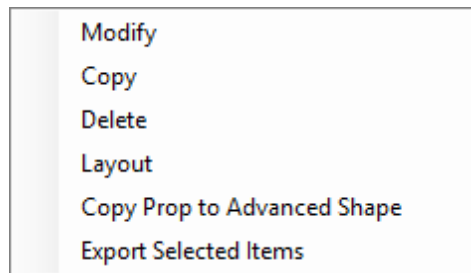 Modify
Copy
Delete
Layout
Copy Prop to Advanced Shape
Export Selected Items